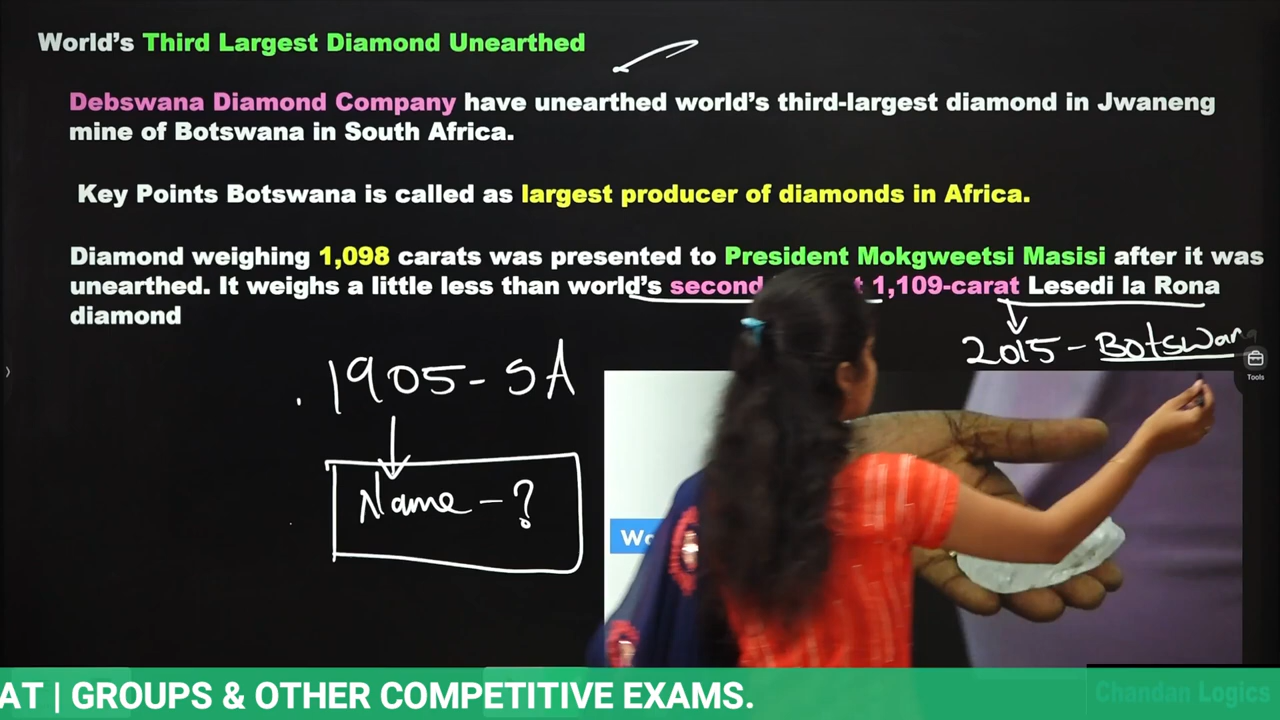 World's Third Largest Diamond Unearthed
Debswana Diamond Company have unearthed world's third-largest diamond in Jwaneng
mine of Botswana in South Africa.
Key Points Botswana is called as largest producer of diamonds in Africa.
Diamond weighing 1,098 carats was presented to President Mokgweetsi Masisi after it was
unearthed. It weighs a little less than world's second 1,109-carat Lesedi la Rona
diamond
2015 - Botswana
1905 - SA
Name - ?
Tools
AT | GROUPS & OTHER COMPETITIVE EXAMS.
Chandan Logics